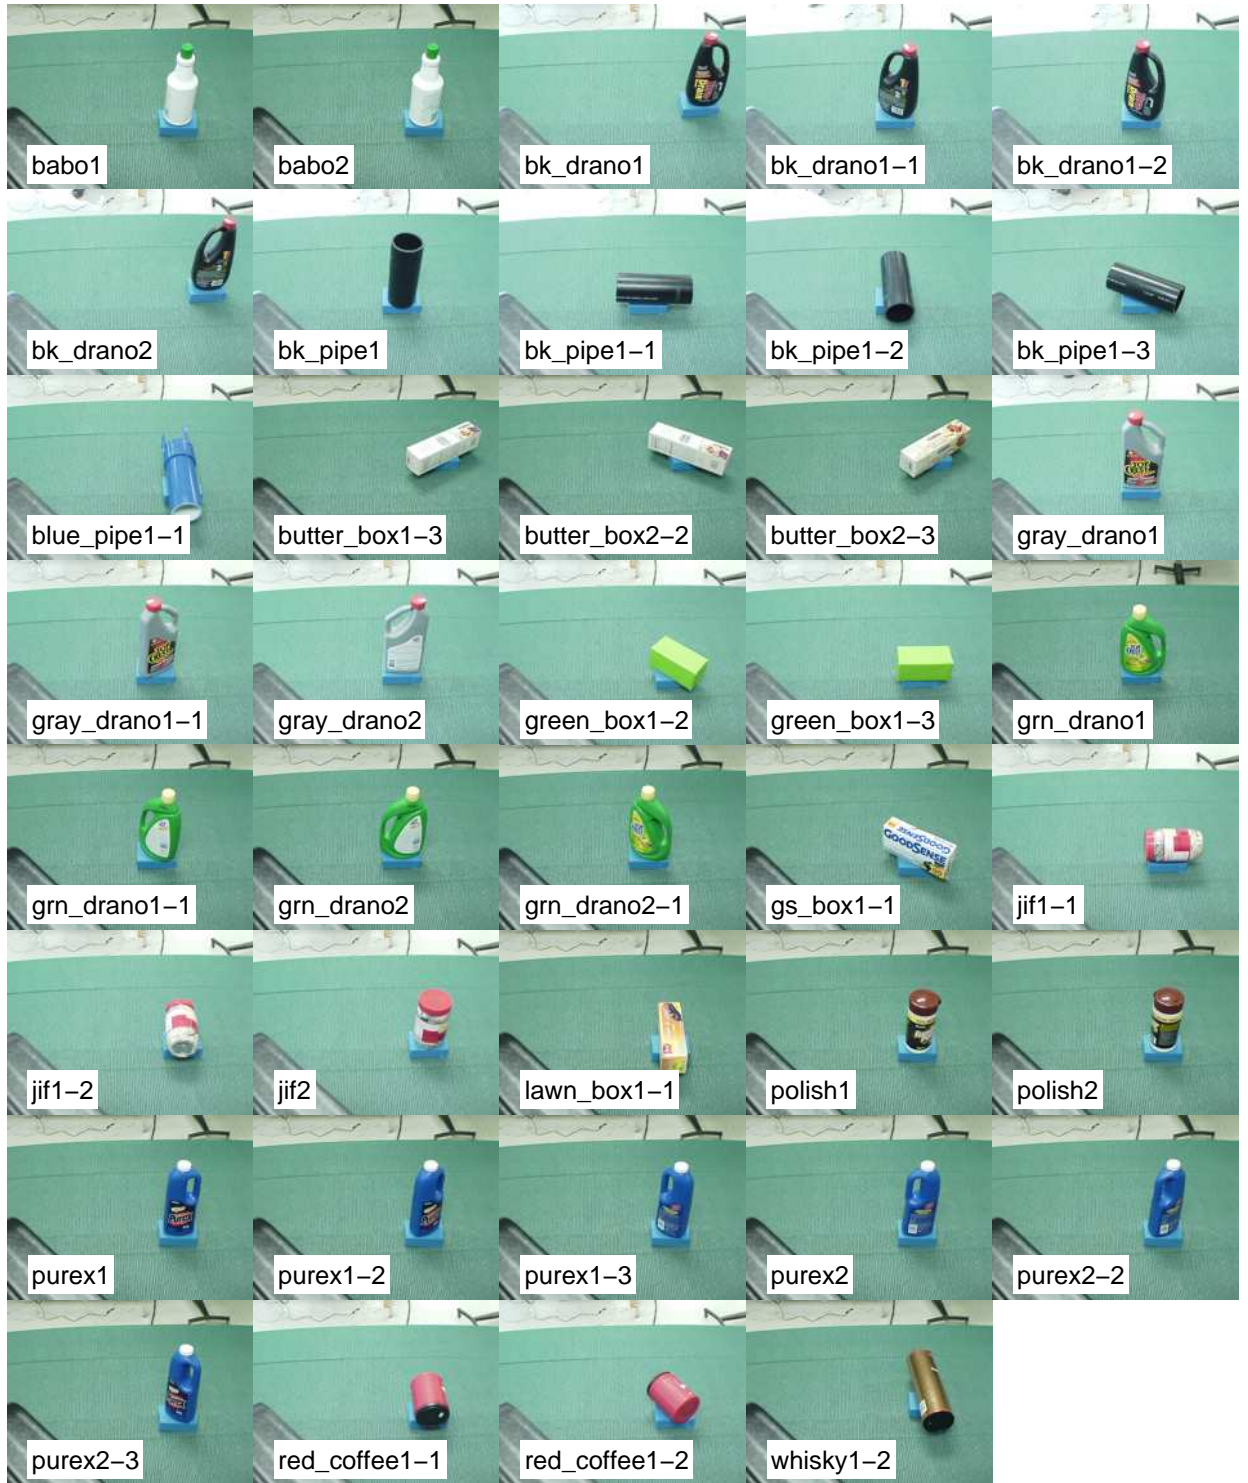 babo1
babo2
bk_drano1
bk_drano1−1
bk_drano1−2
bk_drano2
bk_pipe1
bk_pipe1−1
bk_pipe1−2
bk_pipe1−3
blue_pipe1−1
butter_box1−3
butter_box2−2
butter_box2−3
gray_drano1
gray_drano1−1
gray_drano2
green_box1−2
green_box1−3
grn_drano1
grn_drano1−1
grn_drano2
grn_drano2−1
GOODSENSE
GOODSENSE
gs_box1−1
jif1−1
jif1−2
jif2
lawn_box1−1
polish1
polish2
Purex
purex1
purex1−2
purex1−3
purex2
purex2−2
purex2−3
red_coffee1−1
red_coffee1−2
whisky1−2